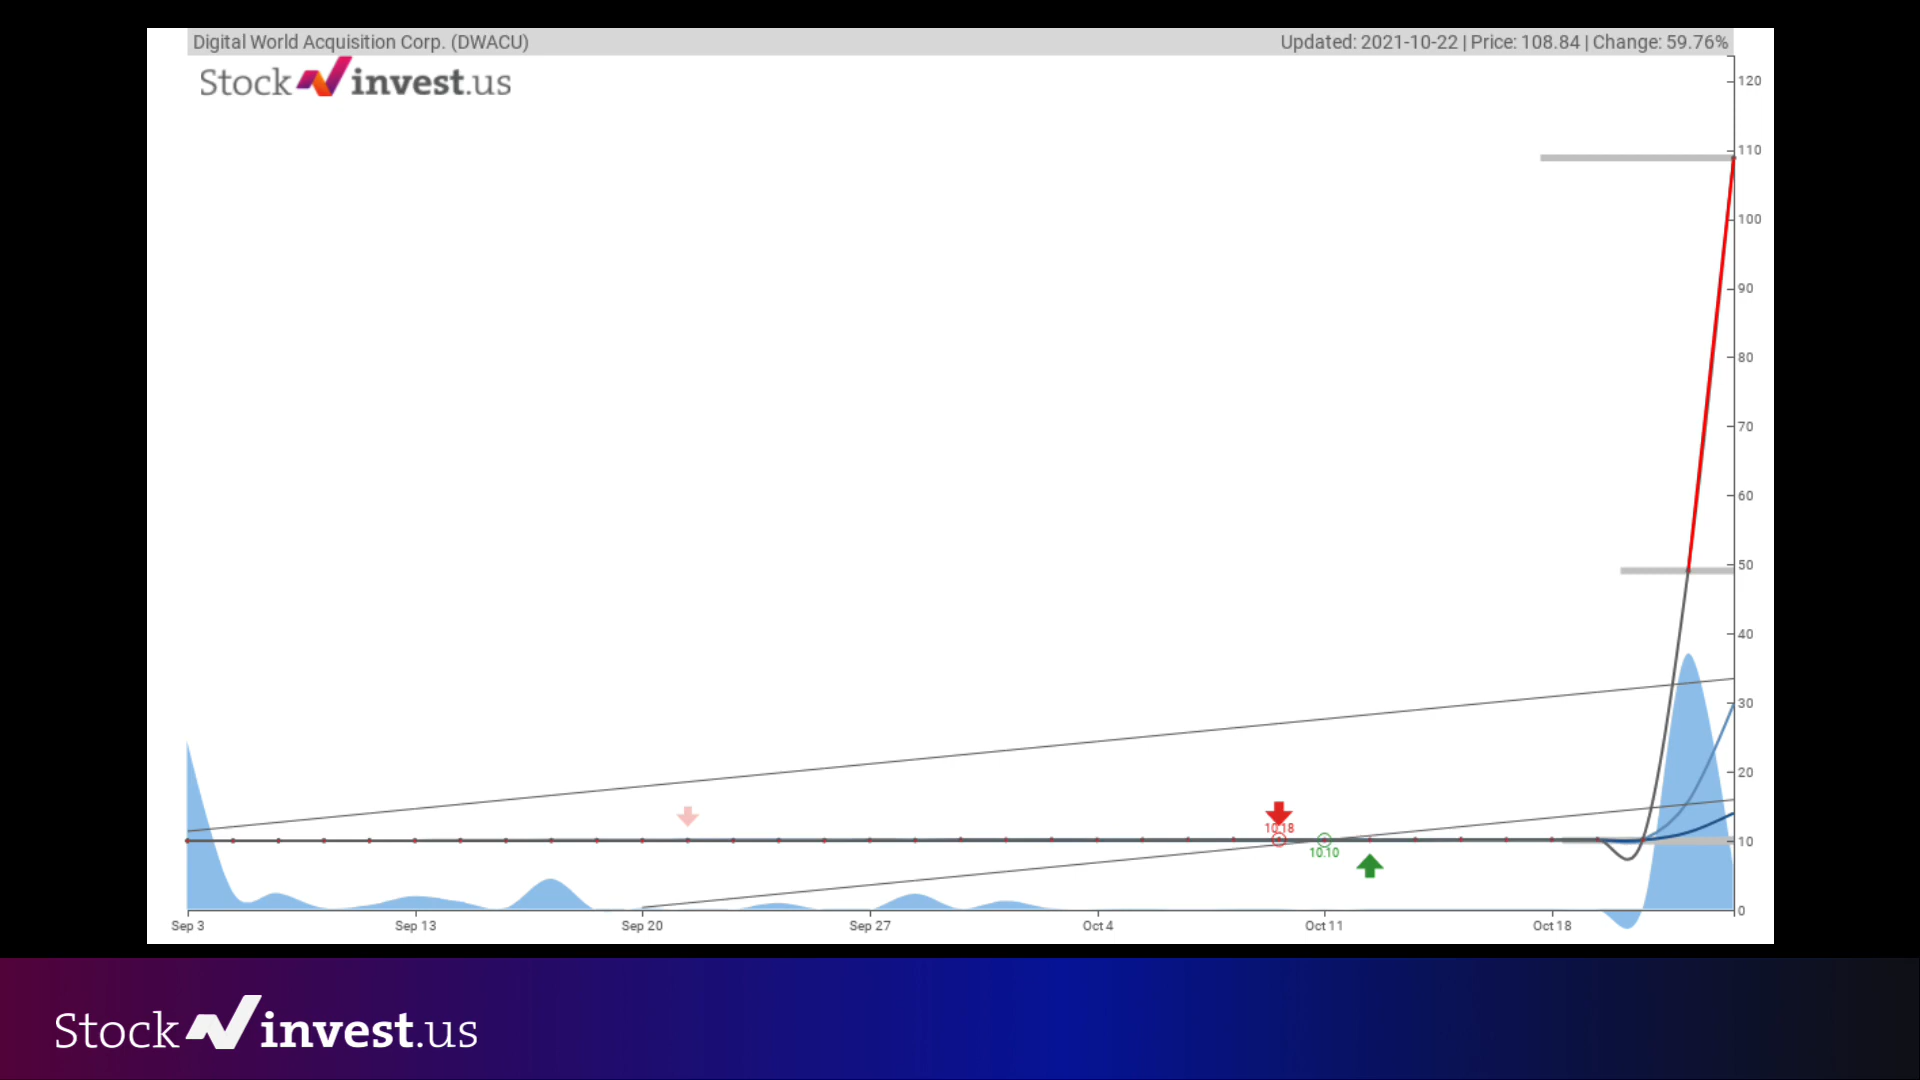 Digital World Acquisition Corp. (DWACU)
Updated: 2021-10-22 | Price: 108.84 | Change: 59.76%
Stock invest.us
120
110
100
90
80
70
60
50
40
30
20
10
0
10.18
10.10
Sep 3
Sep 13
Sep 20
Sep 27
Oct 4
Oct 11
Oct 18
Stock invest.us